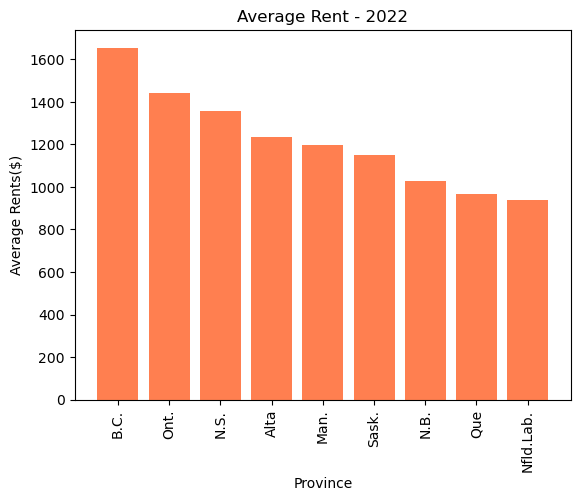 Average Rent - 2022
Average Rents($)
1600
1400
1200
1000
800
600
400
200
0
B.C.
Ont.
N.S.
Alta
Man.
Sask.
N.B.
Que
Nfld.Lab.
Province